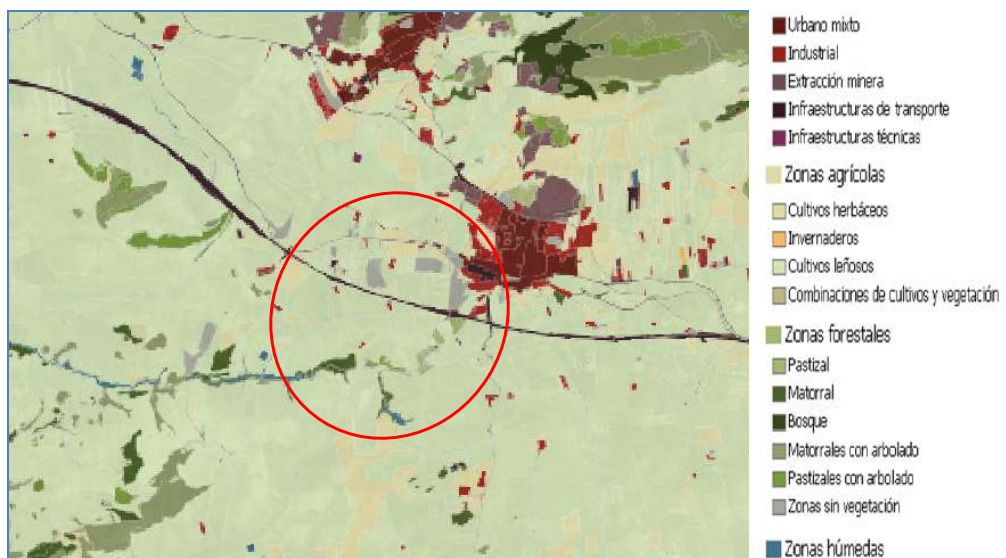 Urbano mixto
Industrial
Extracción minera
Infraestructuras de transporte
Infraestructuras técnicas
Zonas agrícolas
Cultivos herbáceos
Invernaderos
Cultivos leñosos
Combinaciones de cultivos y vegetación
Zonas forestales
Pastizal
Matorral
Bosque
Matorrales con arbolado
Pastizales con arbolado
Zonas sin vegetación
Zonas húmedas